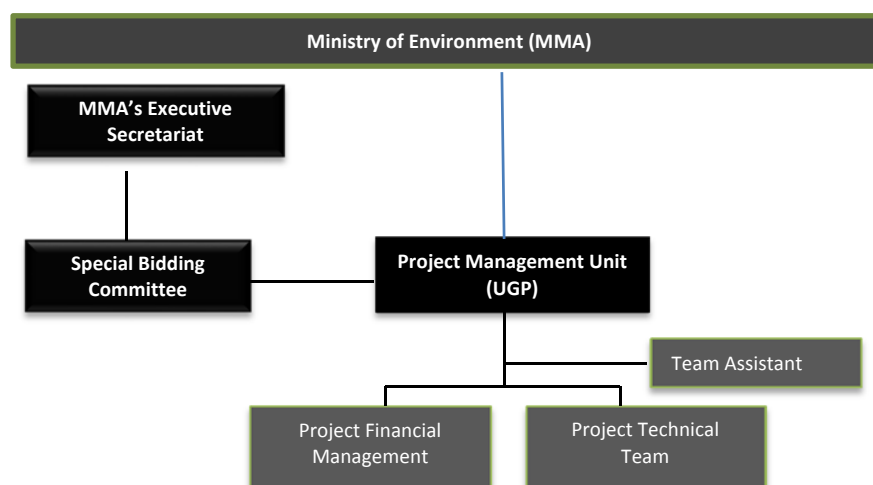 Ministry of Environment (MMA)
MMA’s Executive
Secretariat
Special Bidding
Committee
Project Management Unit
(UGP)
Team Assistant
Project Financial
Management
Project Technical
Team